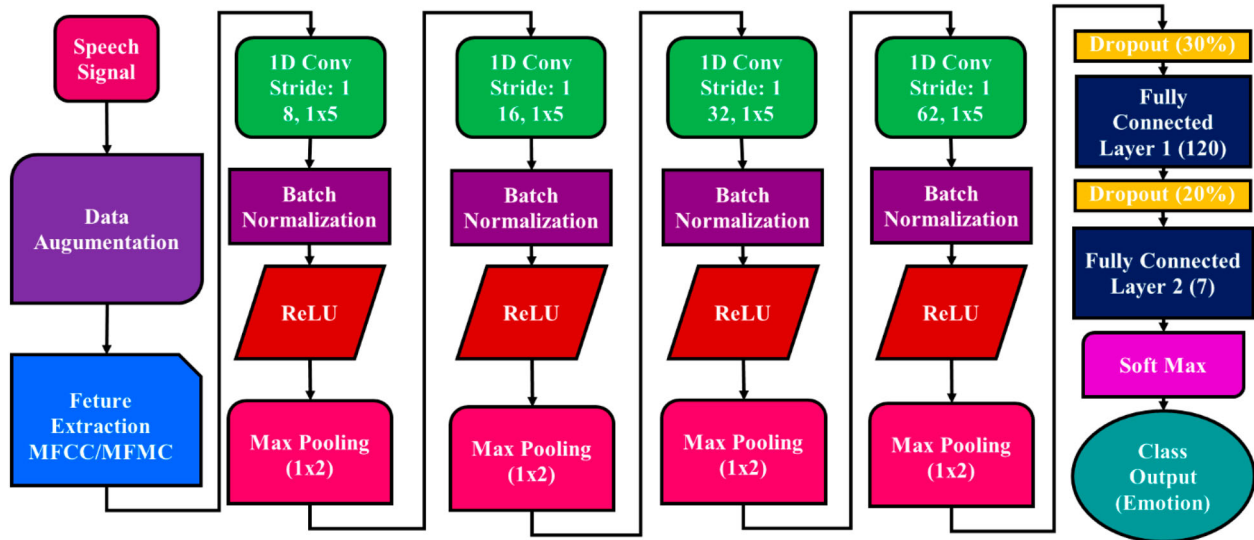 Speech
Signal
Data
Augumentation
Feture
Extraction
MFCC/MFMC
1D Conv
Stride: 1
8, 1x5
Batch
Normalization
ReLU
Max Pooling
(1x2)
1D Conv
Stride: 1
16, 1x5
Batch
Normalization
ReLU
Max Pooling
(1x2)
1D Conv
Stride: 1
32, 1x5
Batch
Normalization
ReLU
Max Pooling
(1x2)
1D Conv
Stride: 1
62, 1x5
Batch
Normalization
ReLU
Max Pooling
(1x2)
Dropout (30%)
Fully
Connected
Layer 1 (120)
Dropout (20%)
Fully Connected
Layer 2 (7)
Soft Max
Class
Output
(Emotion)